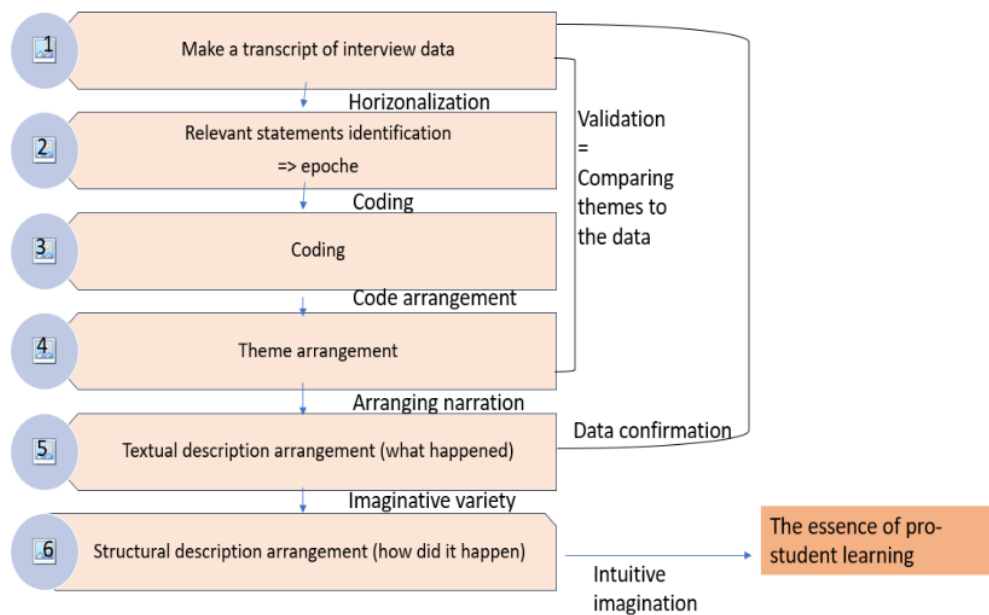 1
Make a transcript of interview data
Horizonalization
2
Relevant statements identification
=> epoche
Coding
3
Coding
Code arrangement
4
Theme arrangement
Arranging narration
5
Textual description arrangement (what happened)
Imaginative variety
6
Structural description arrangement (how did it happen)
Validation
=
Comparing
themes to
the data
Data confirmation
Intuitive
imagination
The essence of pro-
student learning